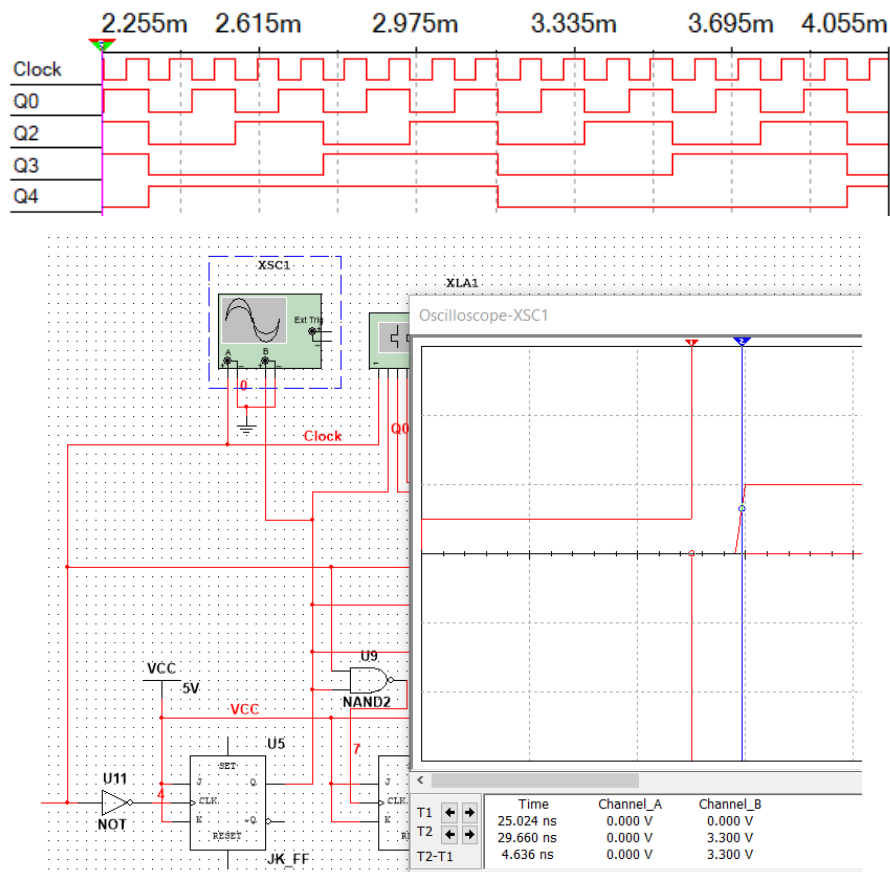 2.255m 2.615m 2.975m 3.335m 3.695m 4.055m
Clock
Q0
Q2
Q3
Q4
XSC1
XLA1
Ext Trig
A B
0
Clock
Q0
Oscilloscope-XSC1
U9
NAND2
VCC
5V
VCC
U5
7
U11
NOT
4
SET
J Q
CLK
K ~Q
RESET
JK_FF
J
CLK
K
Time Channel_A Channel_B
T1 25.024 ns 0.000 V 0.000 V
T2 29.660 ns 0.000 V 3.300 V
T2-T1 4.636 ns 0.000 V 3.300 V